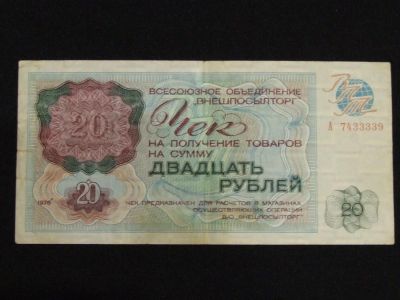 ВСЕСОЮЗНОЕ ОБЪЕДИНЕНИЕ
„ВНЕШПОСЫЛТОРГ"
ВПТ
А 7433339
20
Чек
НА ПОЛУЧЕНИЕ ТОВАРОВ
НА СУММУ
ДВАДЦАТЬ
РУБЛЕЙ
20
1976
ЧЕК ПРЕДНАЗНАЧЕН ДЛЯ РАСЧЕТОВ В МАГАЗИНАХ,
ОСУЩЕСТВЛЯЮЩИХ ОПЕРАЦИИ
В/О „ВНЕШПОСЫЛТОРГ"
20